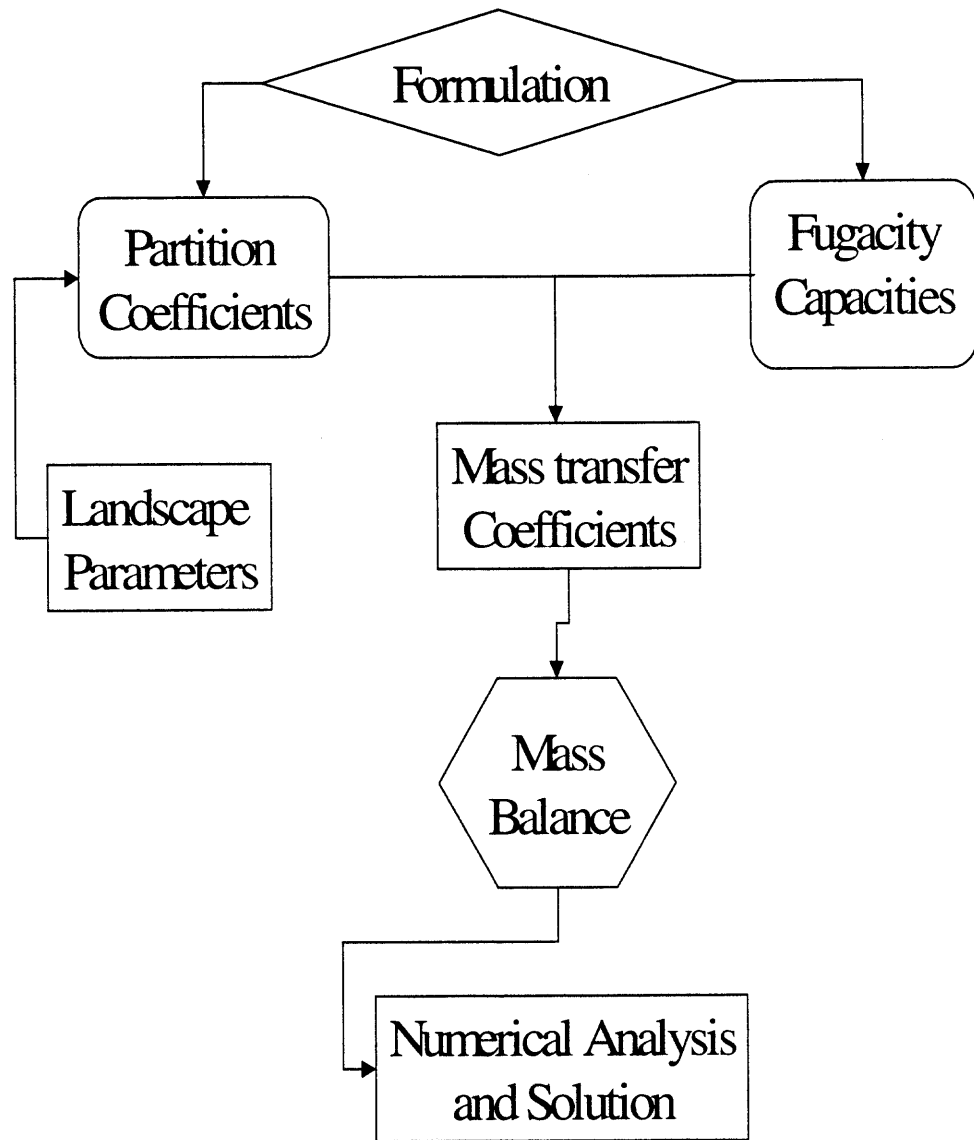 Formulation
Partition
Coefficients
Fugacity
Capacities
Landscape
Parameters
Mass transfer
Coefficients
Mass
Balance
Numerical Analysis
and Solution